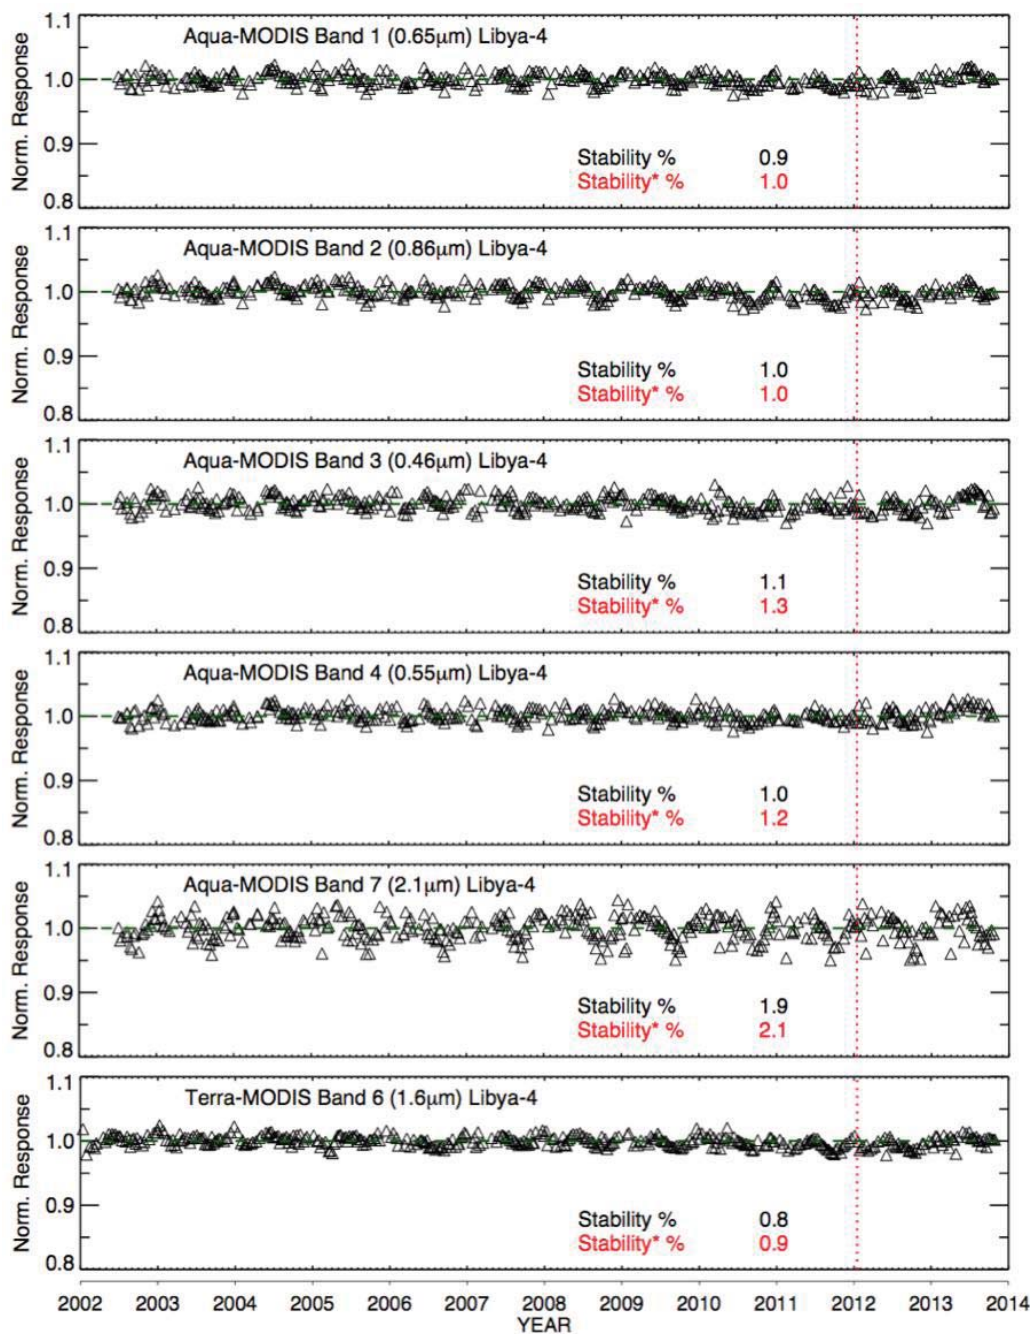 1.1
Aqua-MODIS Band 1 (0.65μm) Libya-4
1.0
Norm. Response
0.9
Stability % 0.9
Stability* % 1.0
0.8
1.1
Aqua-MODIS Band 2 (0.86μm) Libya-4
1.0
Norm. Response
0.9
Stability % 1.0
Stability* % 1.0
0.8
1.1
Aqua-MODIS Band 3 (0.46μm) Libya-4
1.0
Norm. Response
0.9
Stability % 1.1
Stability* % 1.3
0.8
1.1
Aqua-MODIS Band 4 (0.55μm) Libya-4
1.0
Norm. Response
0.9
Stability % 1.0
Stability* % 1.2
0.8
1.1
Aqua-MODIS Band 7 (2.1μm) Libya-4
1.0
Norm. Response
0.9
Stability % 1.9
Stability* % 2.1
0.8
1.1
Terra-MODIS Band 6 (1.6μm) Libya-4
1.0
Norm. Response
0.9
Stability % 0.8
Stability* % 0.9
0.8
2002 2003 2004 2005 2006 2007 2008 2009 2010 2011 2012 2013 2014
YEAR